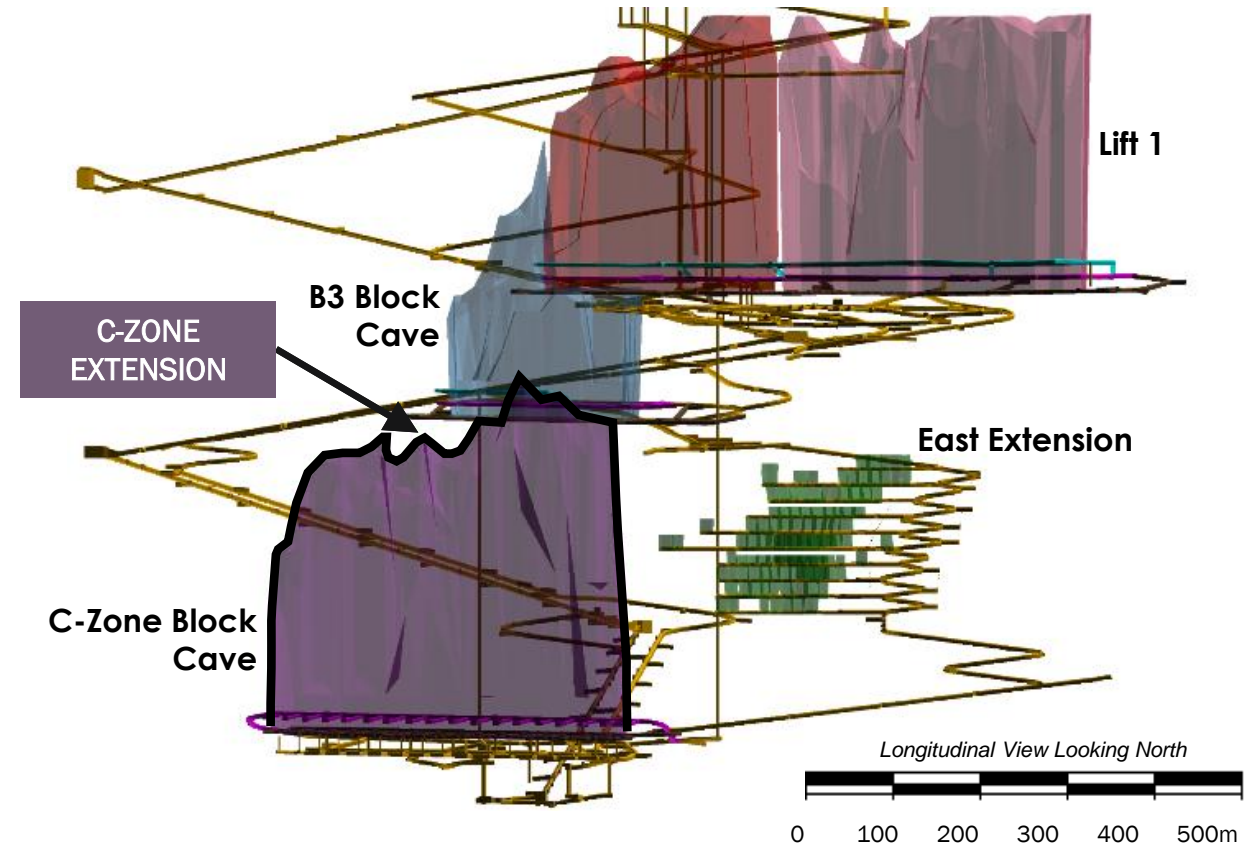 Lift 1
B3 Block
Cave
C-ZONE
EXTENSION
East Extension
C-Zone Block
Cave
Longitudinal View Looking North
0 100 200 300 400 500m